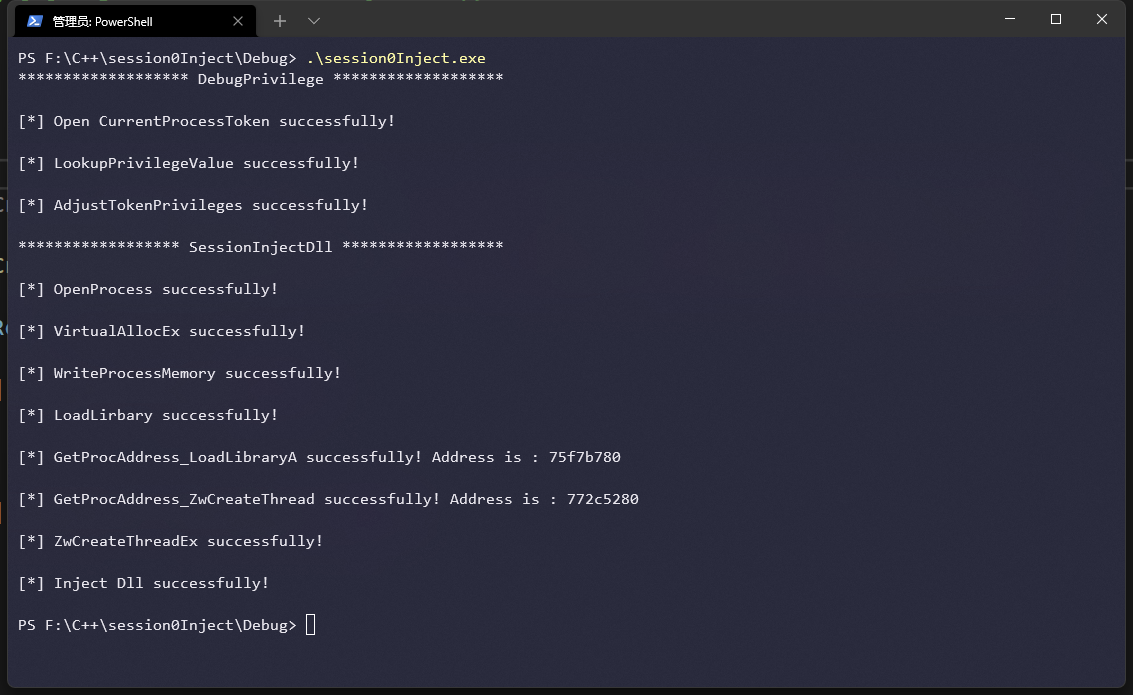 管理员: PowerShell
PS F:\C++\session0Inject\Debug> .\session0Inject.exe
******************* DebugPrivilege *******************
[*] Open CurrentProcessToken successfully!
[*] LookupPrivilegeValue successfully!
[*] AdjustTokenPrivileges successfully!
****************** SessionInjectDll ******************
[*] OpenProcess successfully!
[*] VirtualAllocEx successfully!
[*] WriteProcessMemory successfully!
[*] LoadLirbary successfully!
[*] GetProcAddress_LoadLibraryA successfully! Address is : 75f7b780
[*] GetProcAddress_ZwCreateThread successfully! Address is : 772c5280
[*] ZwCreateThreadEx successfully!
[*] Inject Dll successfully!
PS F:\C++\session0Inject\Debug>